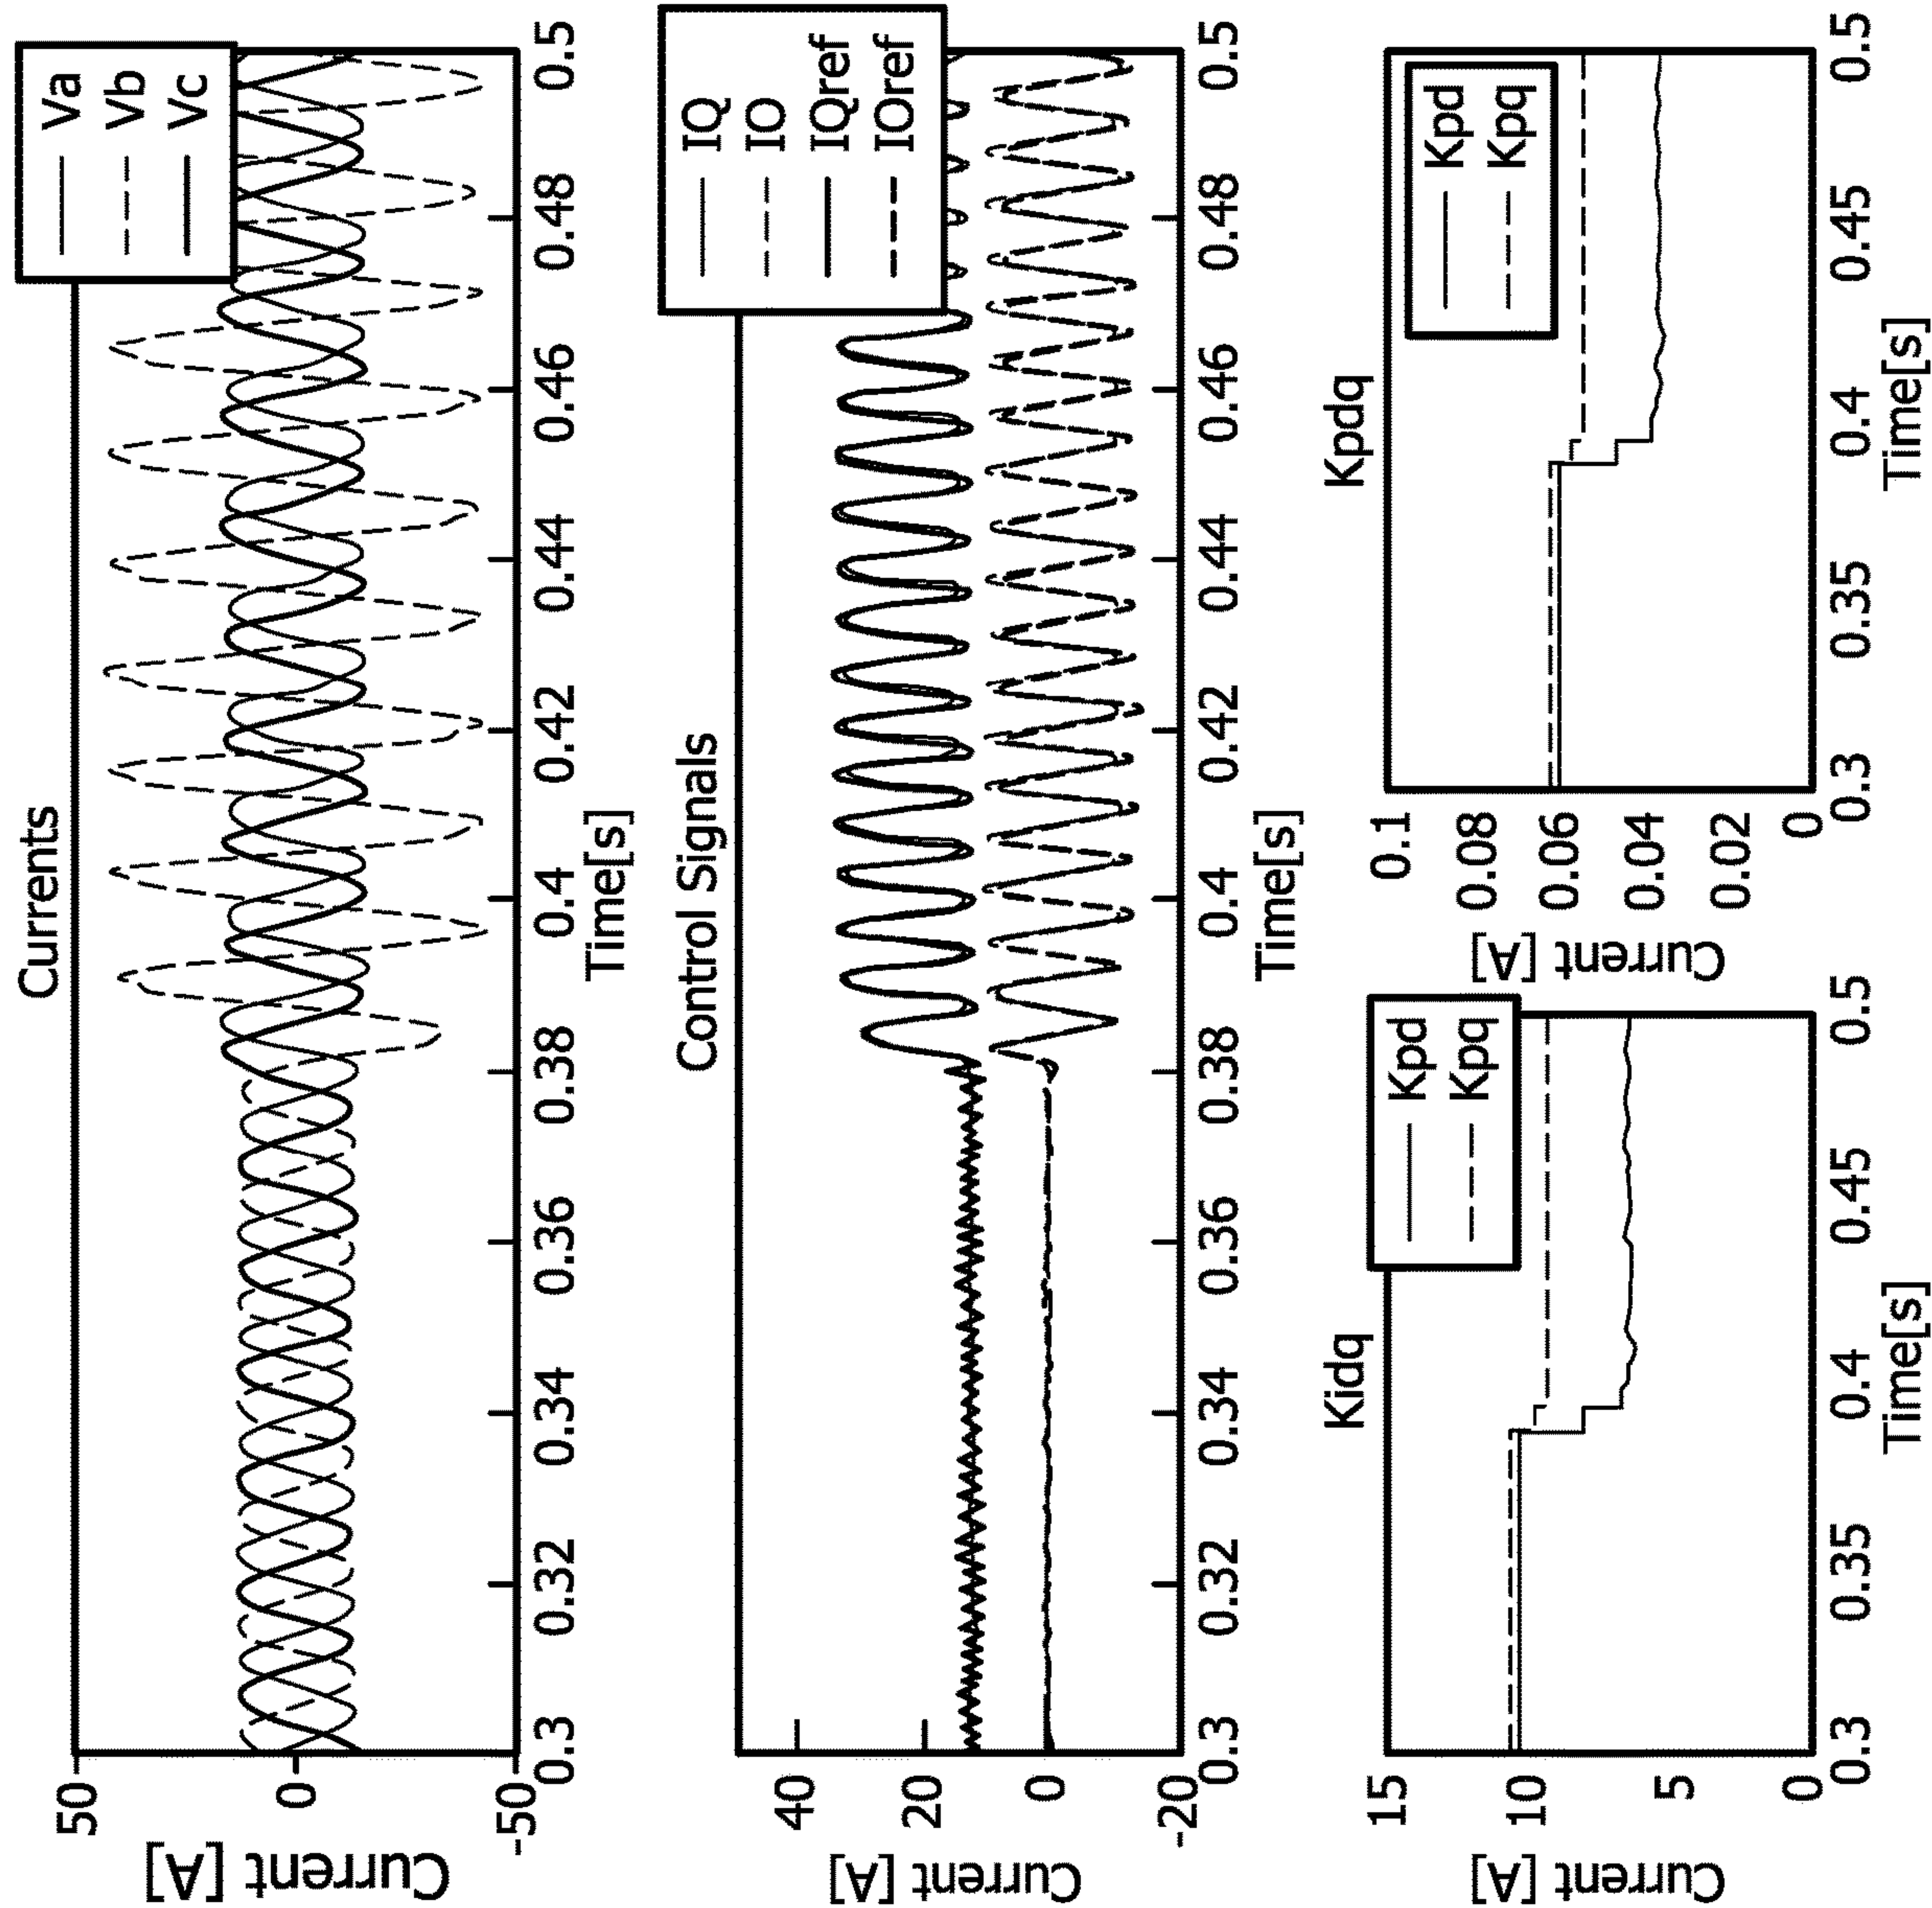 Currents
Va
Vb
Vc
50
0
-50
Current [A]
0.3
0.32
0.34
0.36
0.38
0.4
0.42
0.44
0.46
0.48
0.5
Time[s]
Control Signals
IQ
IO
IQref
IOref
40
20
0
-20
Current [A]
0.3
0.32
0.34
0.36
0.38
0.4
0.42
0.44
0.46
0.48
0.5
Time[s]
Kidq
Kpd
Kpq
15
10
5
0
Current [A]
0.3
0.35
0.4
0.45
0.5
Time[s]
Kpdq
Kpd
Kpq
0.1
0.08
0.06
0.04
0.02
0
Current [A]
0.3
0.35
0.4
0.45
0.5
Time[s]